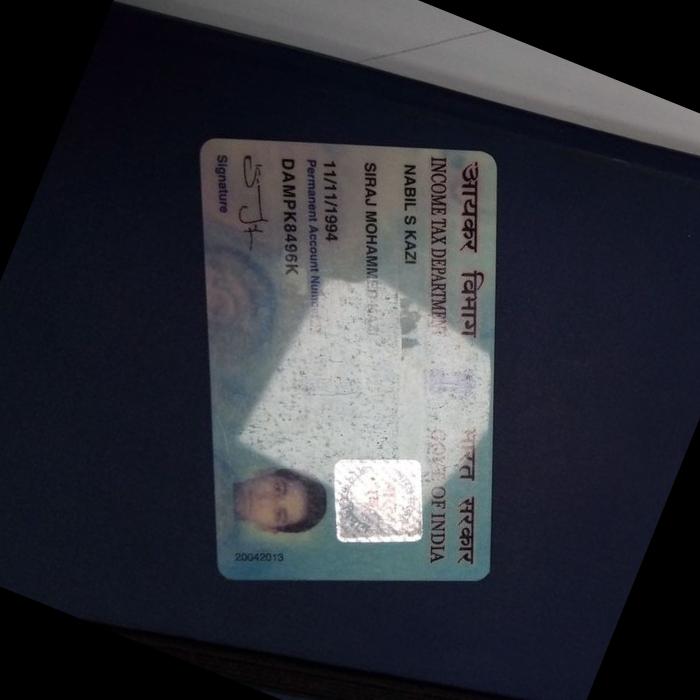 आयकर विभाग
INCOME TAX DEPARTMENT
भारत सरकार
GOVT. OF INDIA
NABIL S KAZI
SIRAJ MOHAMMED KAZI
11/11/1994
Permanent Account Number
DAMPK8496K
Signature
20042013